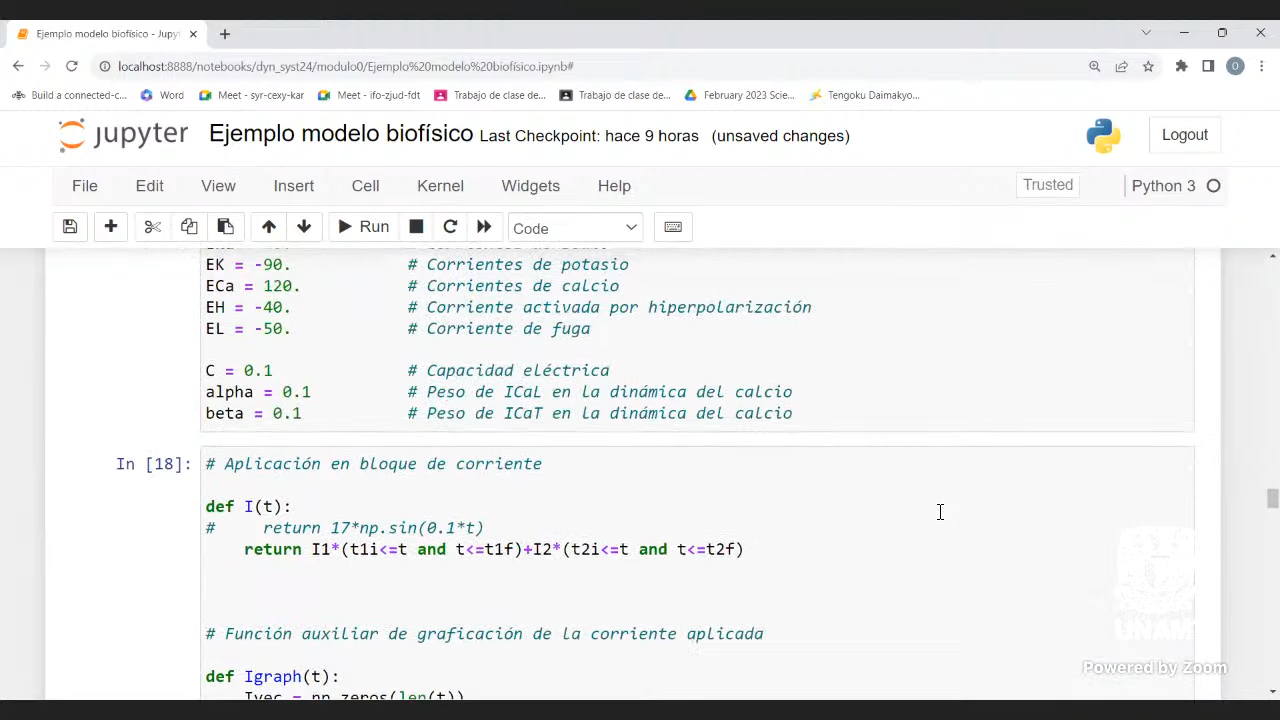 Ejemplo modelo biofísico - Jupyt
localhost:8888/notebooks/dyn_syst24/modulo0/Ejemplo%20modelo%20biofísico.ipynb#
Build a connected-c... Word Meet - syr-cexy-kar Meet - ifo-zjud-fdt Trabajo de clase de... Trabajo de clase de... February 2023 Scie... Tengoku Daimakyo...
jupyter Ejemplo modelo biofísico Last Checkpoint: hace 9 horas (unsaved changes) Logout
File Edit View Insert Cell Kernel Widgets Help Trusted Python 3
Run Code
EK = -90. # Corrientes de potasio
ECa = 120. # Corrientes de calcio
EH = -40. # Corriente activada por hiperpolarización
EL = -50. # Corriente de fuga
C = 0.1 # Capacidad eléctrica
alpha = 0.1 # Peso de ICaL en la dinámica del calcio
beta = 0.1 # Peso de ICaT en la dinámica del calcio
In [18]: # Aplicación en bloque de corriente
def I(t):
# return 17*np.sin(0.1*t)
return I1*(t1i<=t and t<=t1f)+I2*(t2i<=t and t<=t2f)
# Función auxiliar de graficación de la corriente aplicada
def Igraph(t):
Ivec = np.zeros(len(t))
UNAM
Powered by Zoom